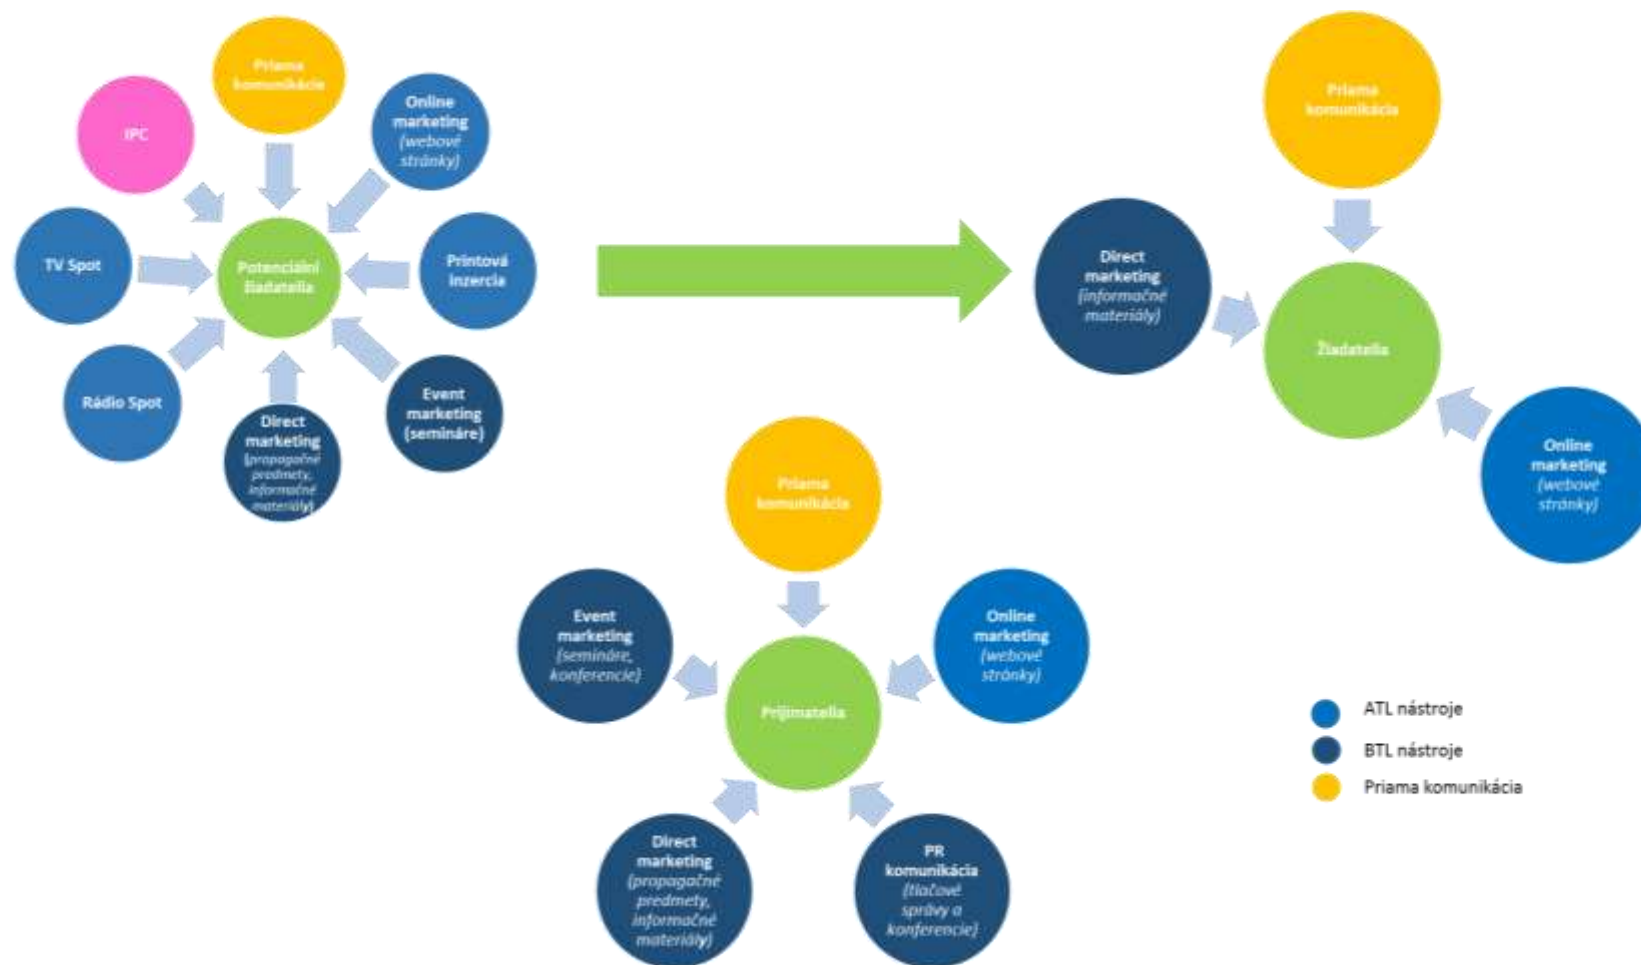 Priama
komunikácia
IPC
Online
marketing
(webové
stránky)
TV Spot
Potenciálni
žiadatelia
Printová
inzercia
Rádio Spot
Direct
marketing
(propagačné
predmety,
informačné
materiály)
Event
marketing
(semináre)
Priama
komunikácia
Direct
marketing
(informačné
materiály)
Žiadatelia
Online
marketing
(webové
stránky)
Priama
komunikácia
Event
marketing
(semináre,
konferencie)
Online
marketing
(webové
stránky)
Prijímatelia
Direct
marketing
(propagačné
predmety,
informačné
materiály)
PR
komunikácia
(tlačové
správy a
konferencie)
ATL nástroje
BTL nástroje
Priama komunikácia